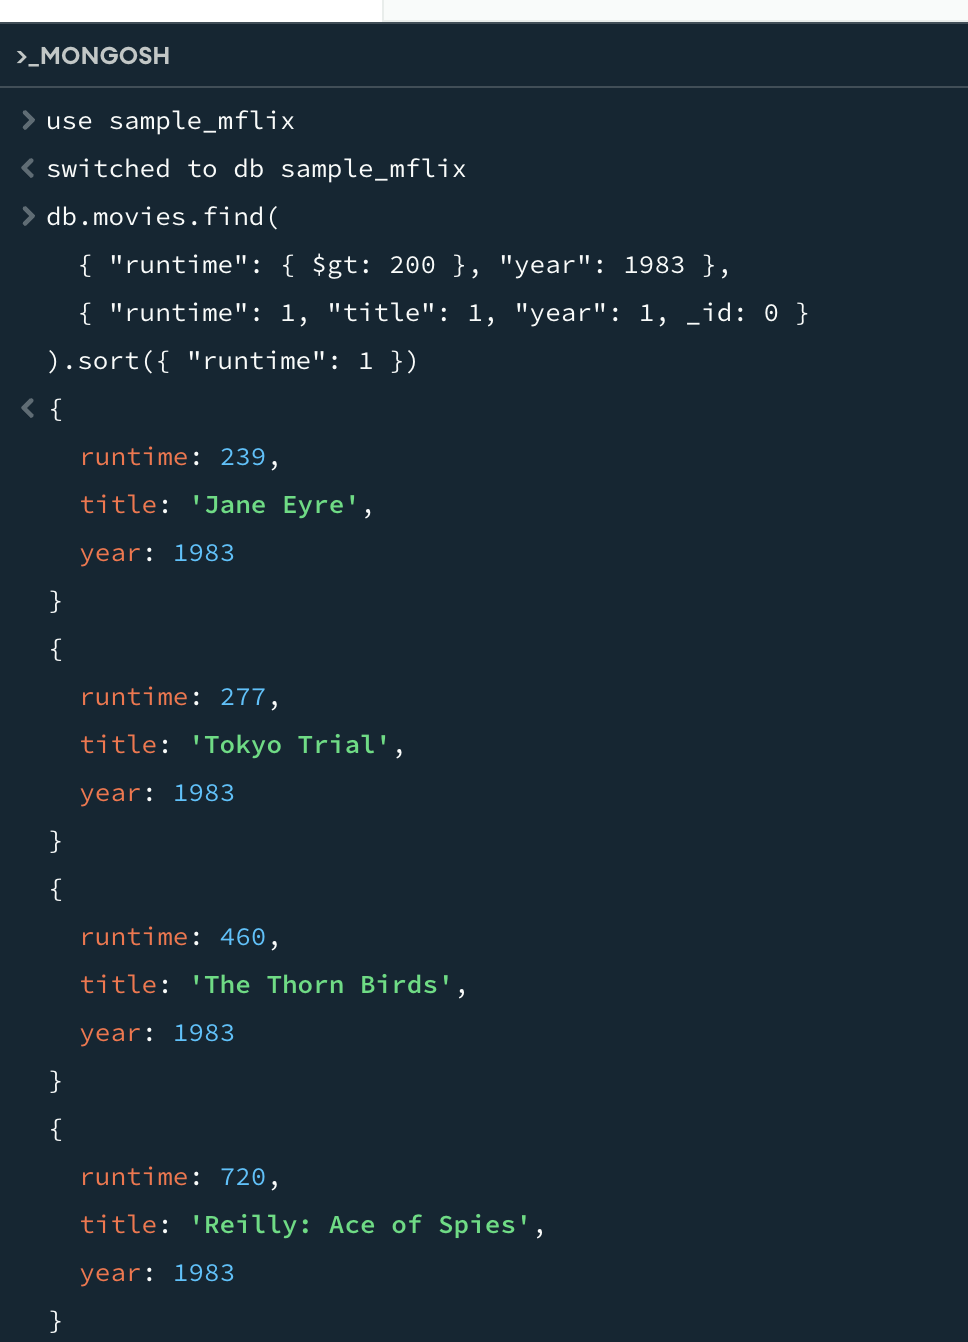 >_MONGOSH
> use sample_mflix
< switched to db sample_mflix
> db.movies.find(
{ "runtime": { $gt: 200 }, "year": 1983 },
{ "runtime": 1, "title": 1, "year": 1, _id: 0 }
).sort({ "runtime": 1 })
< {
runtime: 239,
title: 'Jane Eyre',
year: 1983
}
{
runtime: 277,
title: 'Tokyo Trial',
year: 1983
}
{
runtime: 460,
title: 'The Thorn Birds',
year: 1983
}
{
runtime: 720,
title: 'Reilly: Ace of Spies',
year: 1983
}